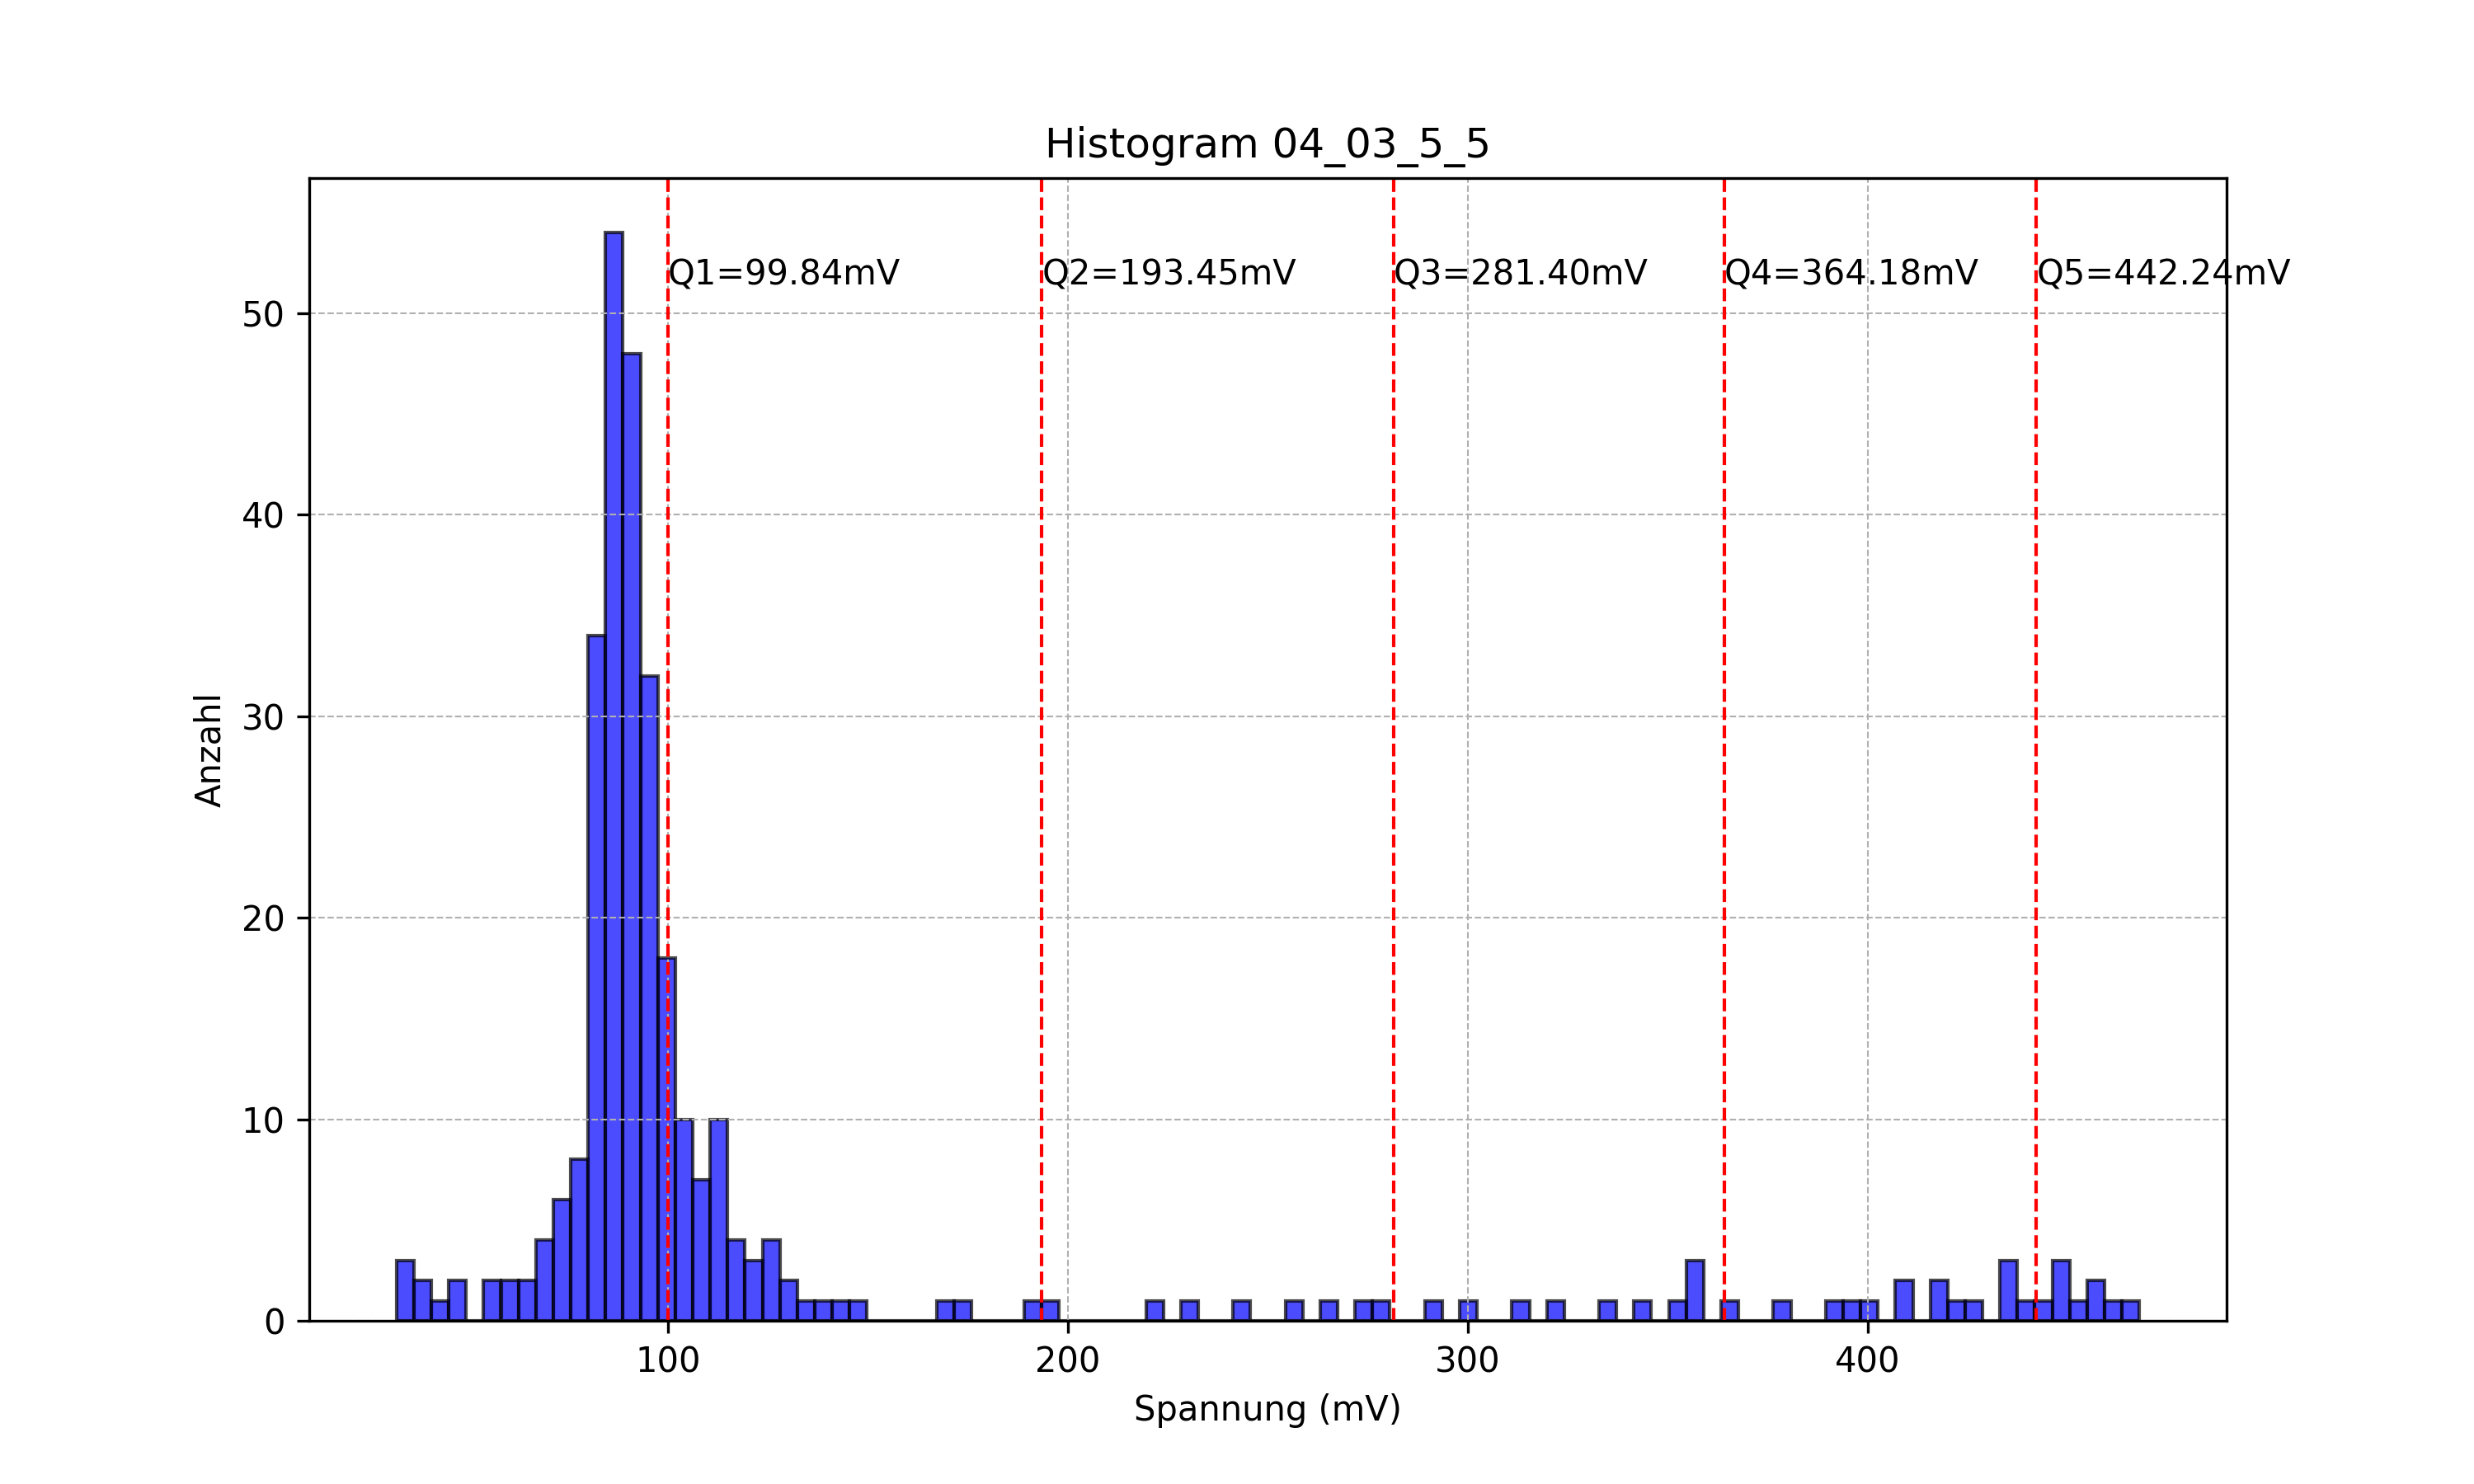 Histogram 04_03_5_5
Q1=99.84mV
Q2=193.45mV
Q3=281.40mV
Q4=364.18mV
Q5=442.24mV
50
40
30
20
10
0
Anzahl
100
200
300
400
Spannung (mV)